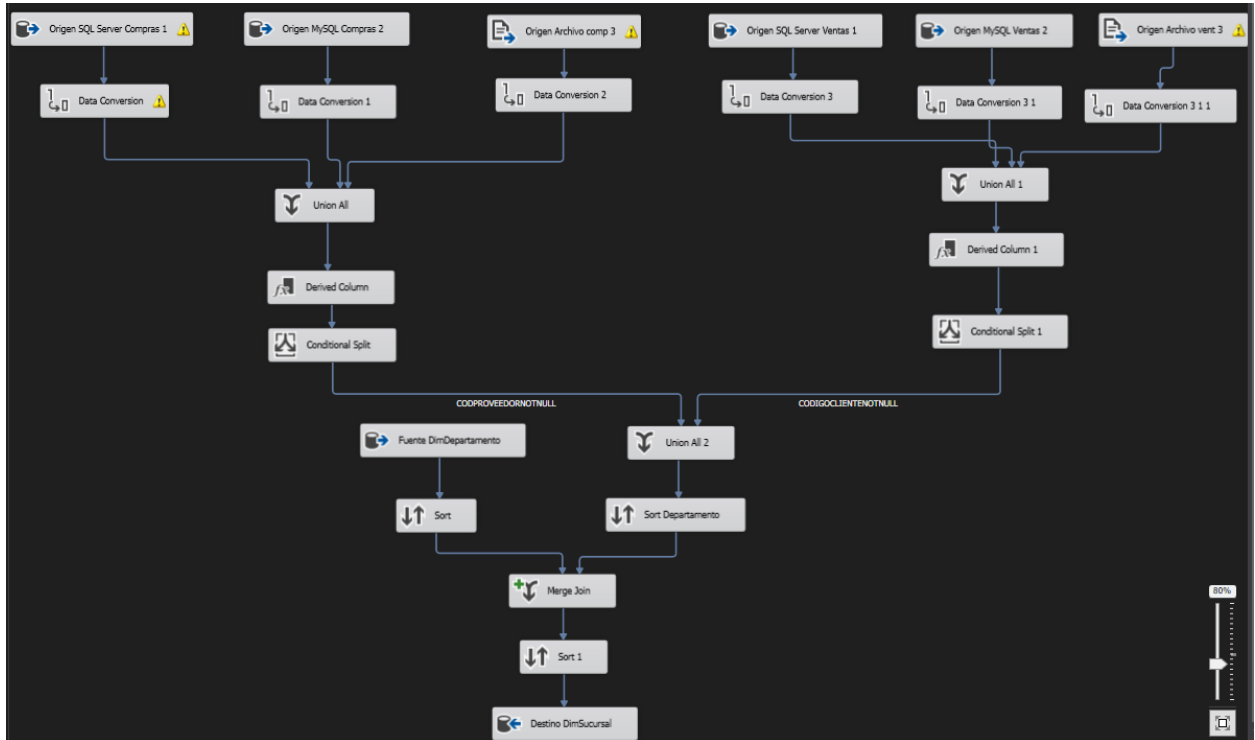 Origen SQL Server Compras 1
Origen MySQL Compras 2
Origen Archivo comp 3
Origen SQL Server Ventas 1
Origen MySQL Ventas 2
Origen Archivo vent 3
Data Conversion
Data Conversion 1
Data Conversion 2
Data Conversion 3
Data Conversion 3 1
Data Conversion 3 1 1
Union All
Union All 1
Derived Column
Derived Column 1
Conditional Split
Conditional Split 1
CODPROVEEDORNOTNULL
CODIGOCLIENTENOTNULL
Fuente DimDepartamento
Union All 2
Sort
Sort Departamento
Merge Join
80%
Sort 1
Destino DimSucursal